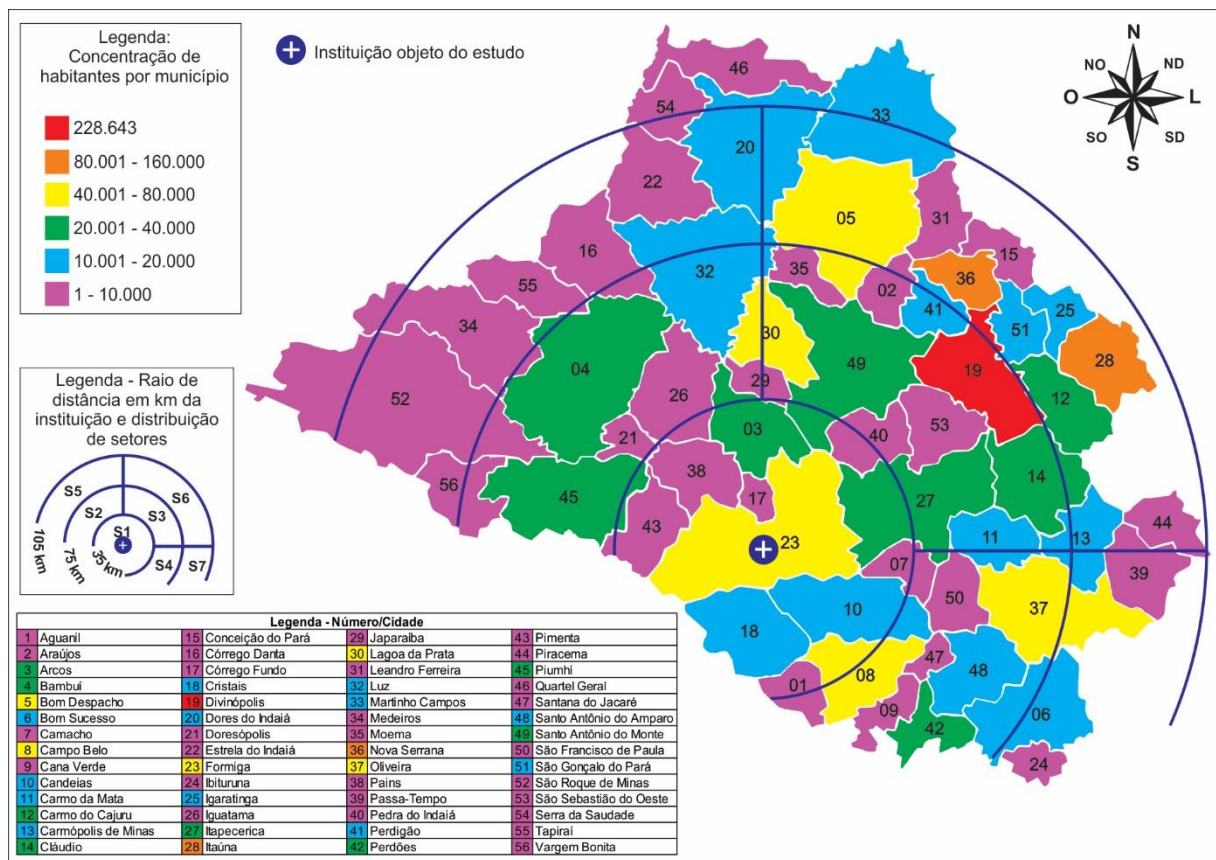 Legenda:
Concentração de
habitantes por município
228.643
80.001 - 160.000
40.001 - 80.000
20.001 - 40.000
10.001 - 20.000
1 - 10.000
Instituição objeto do estudo
N
NO
ND
O
L
SO
SD
S
46
54
33
20
22
05
31
16
15
35
02
36
32
55
41
25
51
34
30
28
04
49
19
52
29
12
26
03
53
40
21
38
14
56
45
17
27
44
43
11
13
23
39
07
50
37
10
18
47
48
08
01
09
06
42
24
Legenda - Raio de
distância em km da
instituição e distribuição
de setores
S5
S6
S2
S3
S1
S4
S7
105 km
75 km
35 km
Legenda - Número/Cidade
1 Aguanil 15 Conceição do Pará 29 Japaraíba 43 Pimenta
2 Araújos 16 Córrego Danta 30 Lagoa da Prata 44 Piracema
3 Arcos 17 Córrego Fundo 31 Leandro Ferreira 45 Piumhí
4 Bambuí 18 Cristais 32 Luz 46 Quartel Geral
5 Bom Despacho 19 Divinópolis 33 Martinho Campos 47 Santana do Jacaré
6 Bom Sucesso 20 Dores do Indaiá 34 Medeiros 48 Santo Antônio do Amparo
7 Camacho 21 Doresópolis 35 Moema 49 Santo Antônio do Monte
8 Campo Belo 22 Estrela do Indaiá 36 Nova Serrana 50 São Francisco de Paula
9 Cana Verde 23 Formiga 37 Oliveira 51 São Gonçalo do Pará
10 Candeias 24 Ibituruna 38 Pains 52 São Roque de Minas
11 Carmo da Mata 25 Igaratinga 39 Passa-Tempo 53 São Sebastião do Oeste
12 Carmo do Cajuru 26 Iguatama 40 Pedra do Indaiá 54 Serra da Saudade
13 Carmópolis de Minas 27 Itapecerica 41 Perdigão 55 Tapiraí
14 Cláudio 28 Itaúna 42 Perdões 56 Vargem Bonita